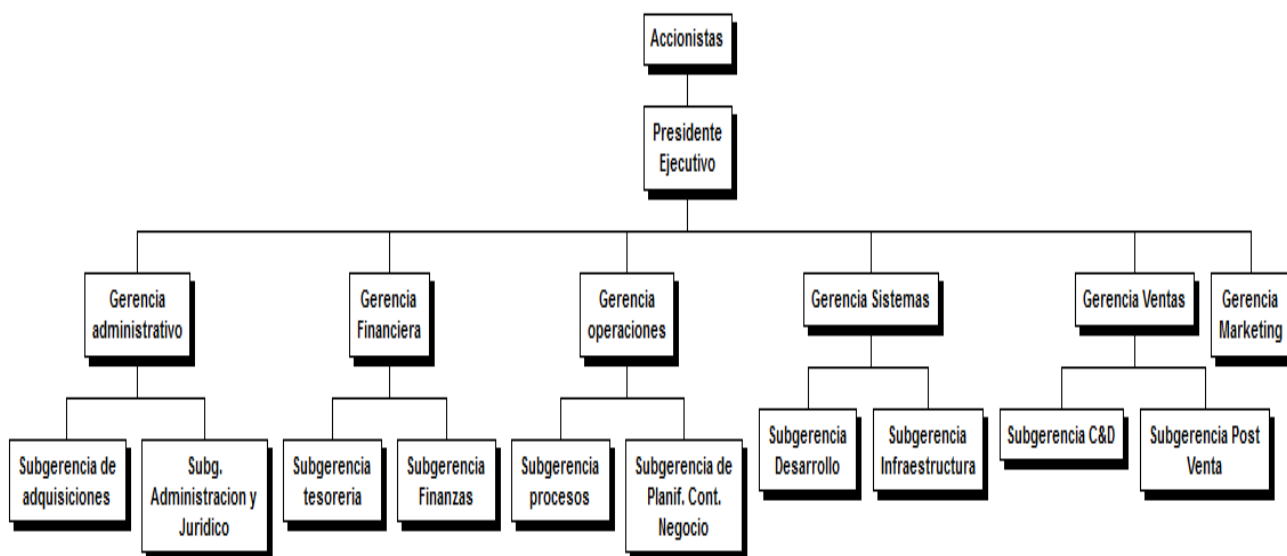 Accionistas
Presidente
Ejecutivo
Gerencia
administrativo
Gerencia
Financiera
Gerencia
operaciones
Gerencia Sistemas
Gerencia Ventas
Gerencia
Marketing
Subgerencia de
adquisiciones
Subg.
Administracion y
Juridico
Subgerencia
tesoreria
Subgerencia
Finanzas
Subgerencia
procesos
Subgerencia de
Planif. Cont.
Negocio
Subgerencia
Desarrollo
Subgerencia
Infraestructura
Subgerencia C&D
Subgerencia Post
Venta